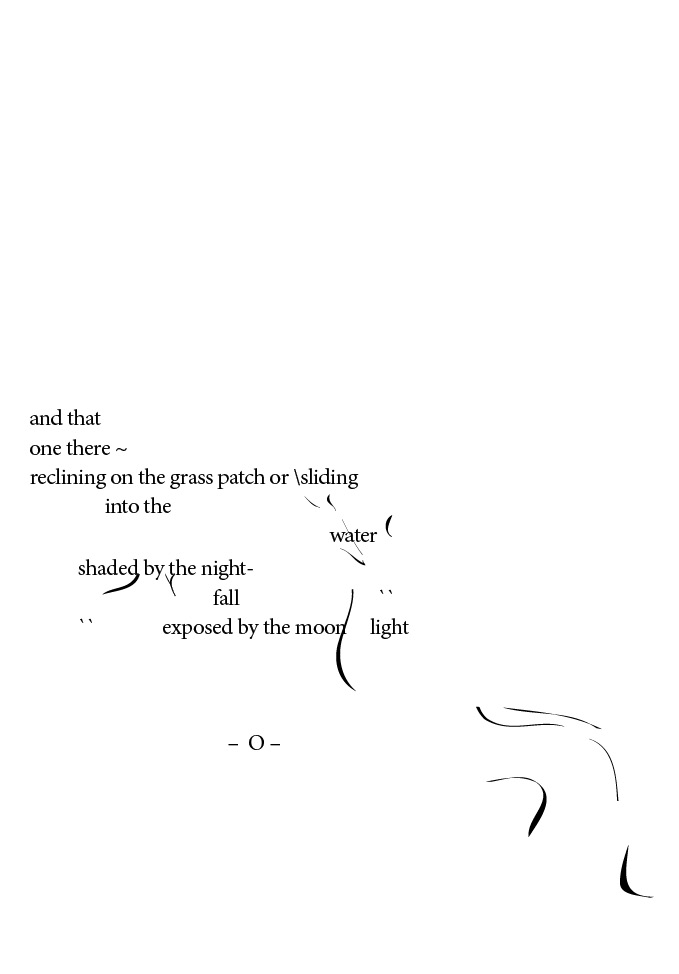 and that
one there ~
reclining on the grass patch or \sliding
into the
water (
shaded by the night-
fall
``
`` exposed by the moon light
– O –